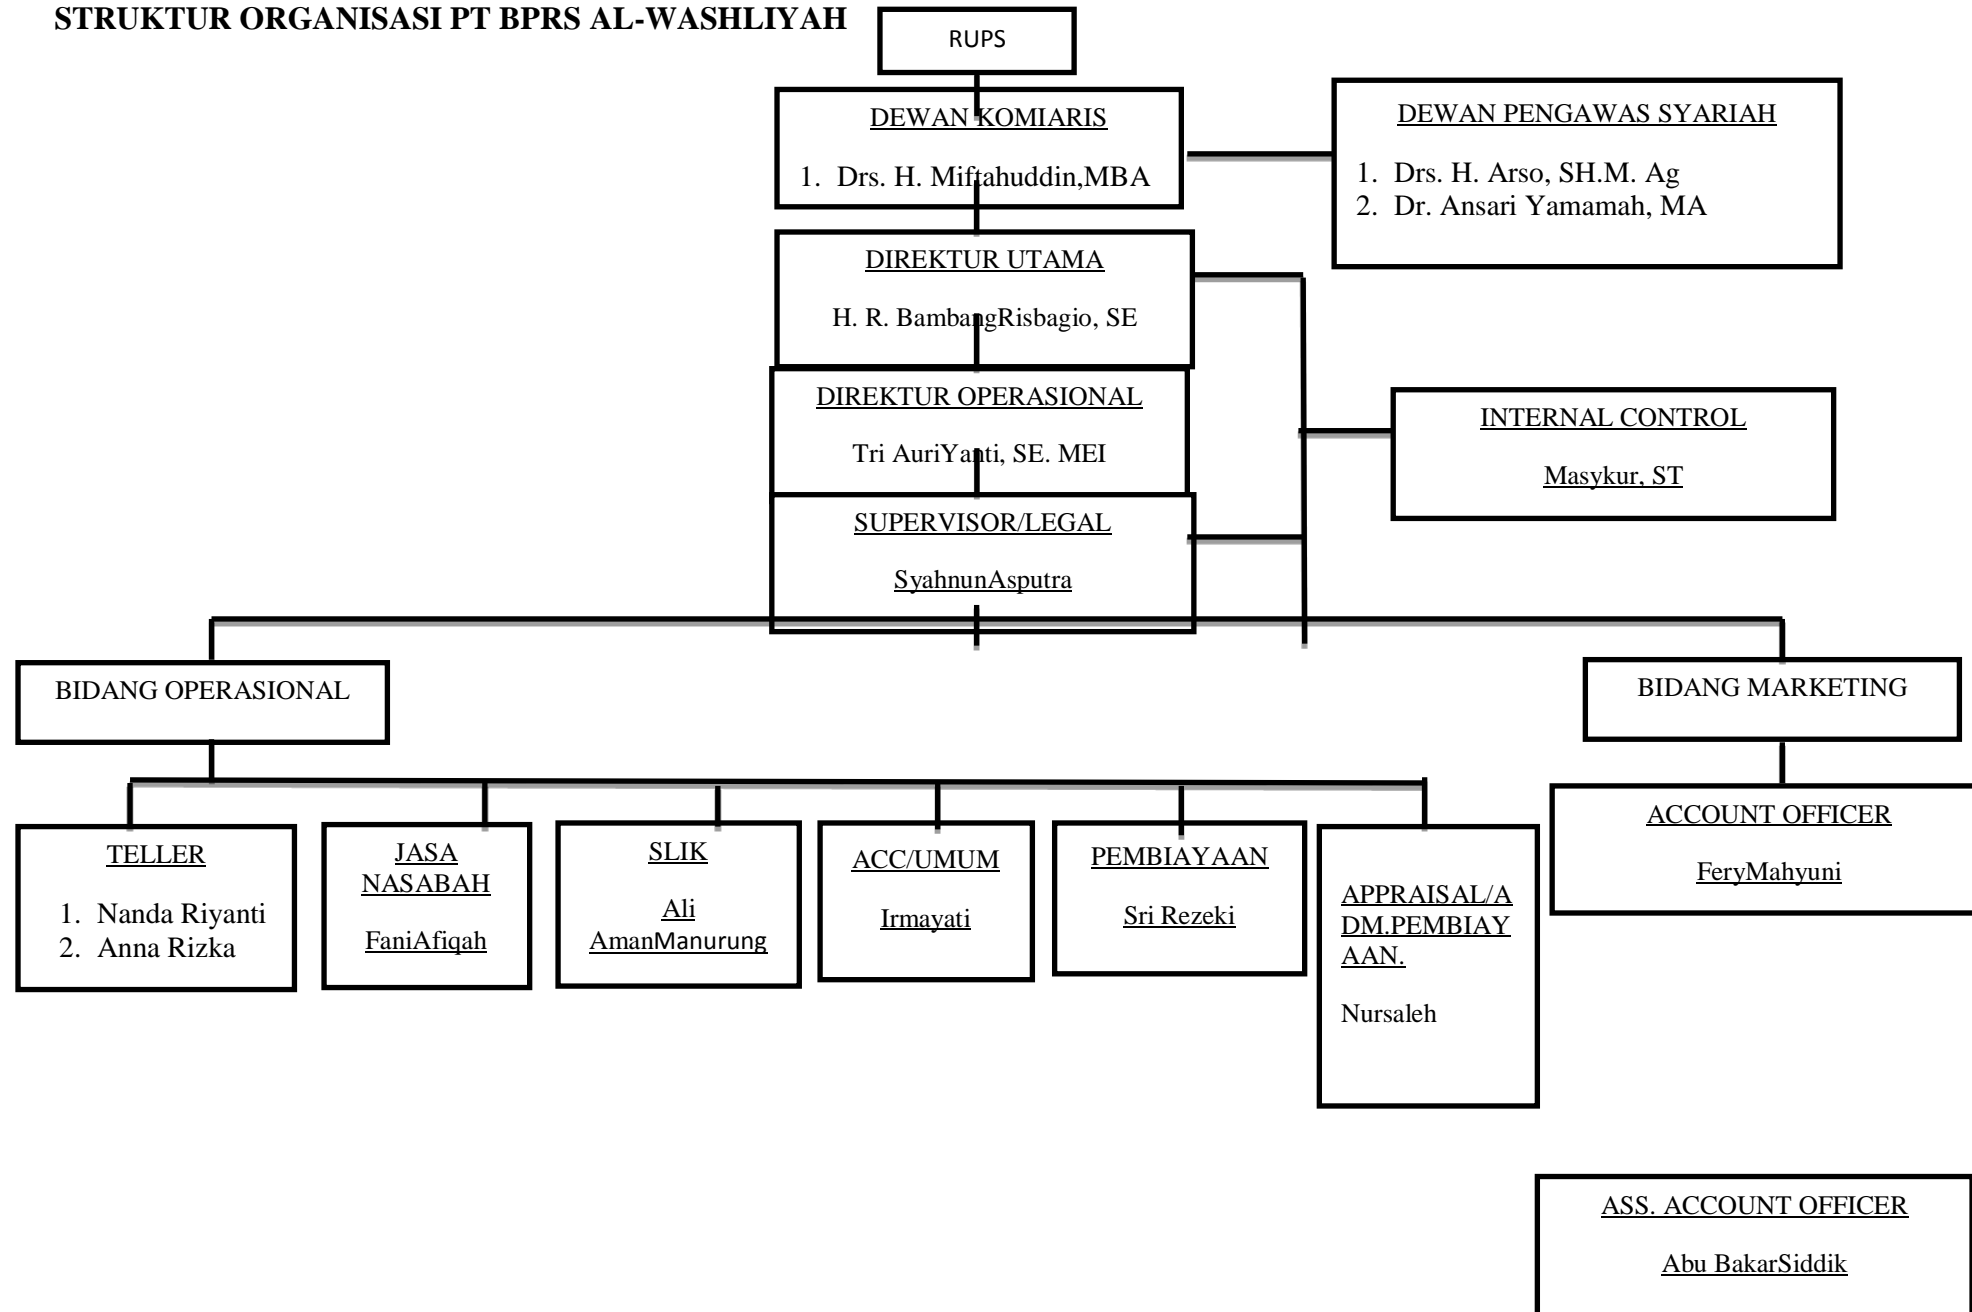 STRUKTUR ORGANISASI PT BPRS AL-WASHLIYAH
RUPS
DEWAN KOMIARIS
1. Drs. H. Miftahuddin,MBA
DEWAN PENGAWAS SYARIAH
1. Drs. H. Arso, SH.M. Ag
2. Dr. Ansari Yamamah, MA
DIREKTUR UTAMA
H. R. BambangRisbagio, SE
DIREKTUR OPERASIONAL
Tri AuriYanti, SE. MEI
INTERNAL CONTROL
Masykur, ST
SUPERVISOR/LEGAL
SyahnunAsputra
BIDANG OPERASIONAL
BIDANG MARKETING
TELLER
1. Nanda Riyanti
2. Anna Rizka
JASA
NASABAH
FaniAfiqah
SLIK
Ali
AmanManurung
ACC/UMUM
Irmayati
PEMBIAYAAN
Sri Rezeki
APPRAISAL/A
DM.PEMBIAY
AAN.
Nursaleh
ACCOUNT OFFICER
FeryMahyuni
ASS. ACCOUNT OFFICER
Abu BakarSiddik